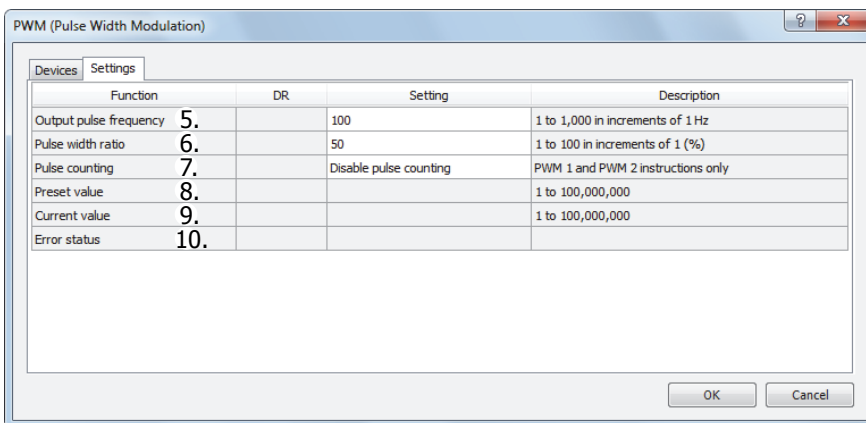 PWM (Pulse Width Modulation)
Devices Settings
Function DR Setting Description
Output pulse frequency 5. 100 1 to 1,000 in increments of 1 Hz
Pulse width ratio 6. 50 1 to 100 in increments of 1 (%)
Pulse counting 7. Disable pulse counting PWM 1 and PWM 2 instructions only
Preset value 8. 1 to 100,000,000
Current value 9. 1 to 100,000,000
Error status 10.
OK Cancel